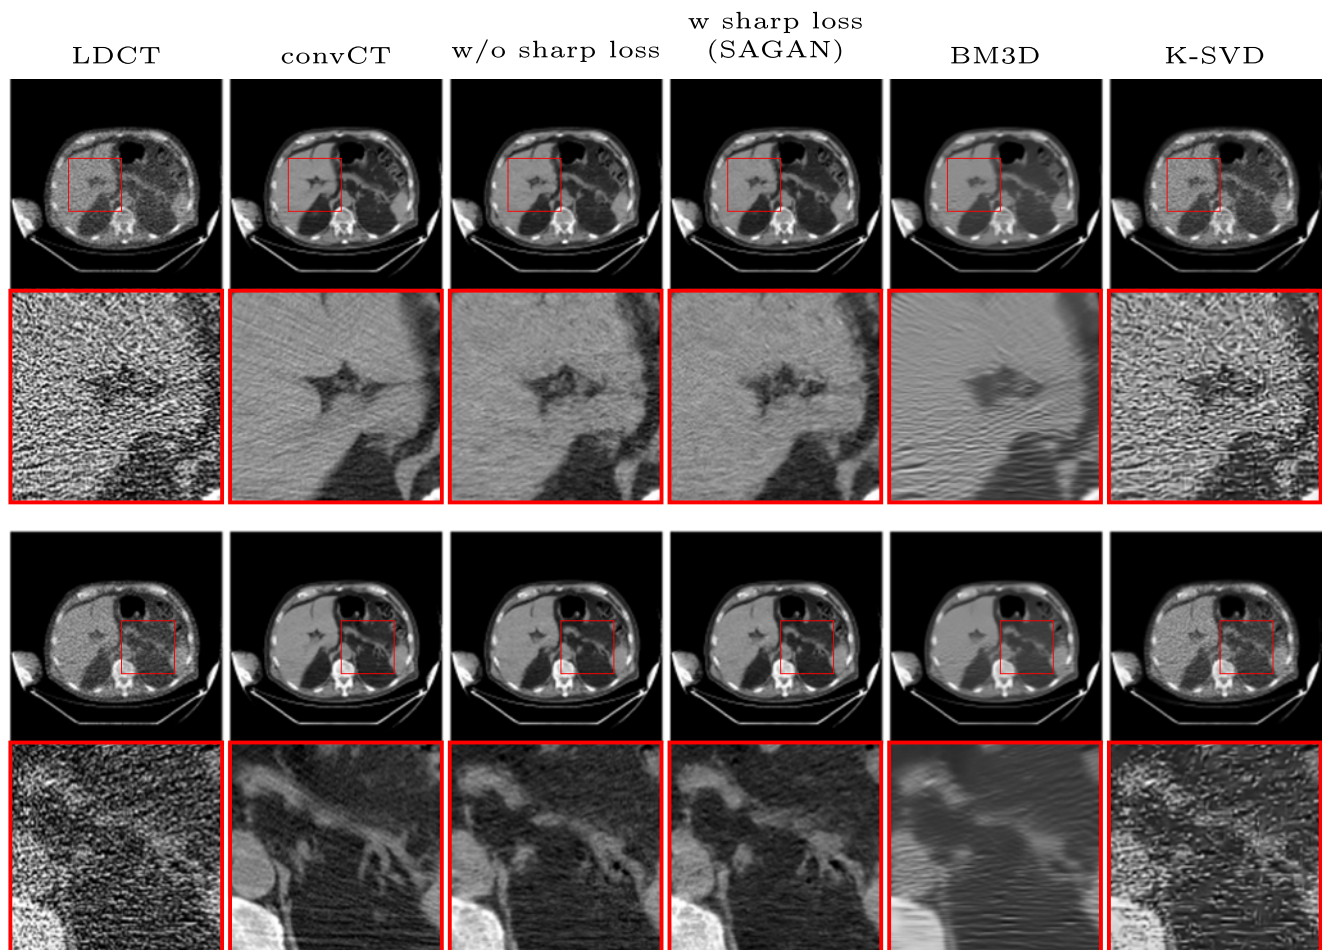 LDCT
convCT
w/o sharp loss
w sharp loss
(SAGAN)
BM3D
K-SVD